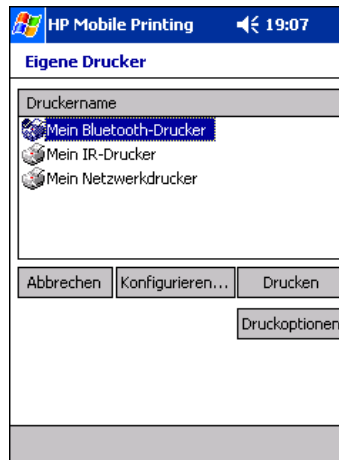 HP Mobile Printing 19:07
Eigene Drucker
Druckername
Mein Bluetooth-Drucker
Mein IR-Drucker
Mein Netzwerkdrucker
Abbrechen Konfigurieren... Drucken
Druckoptionen